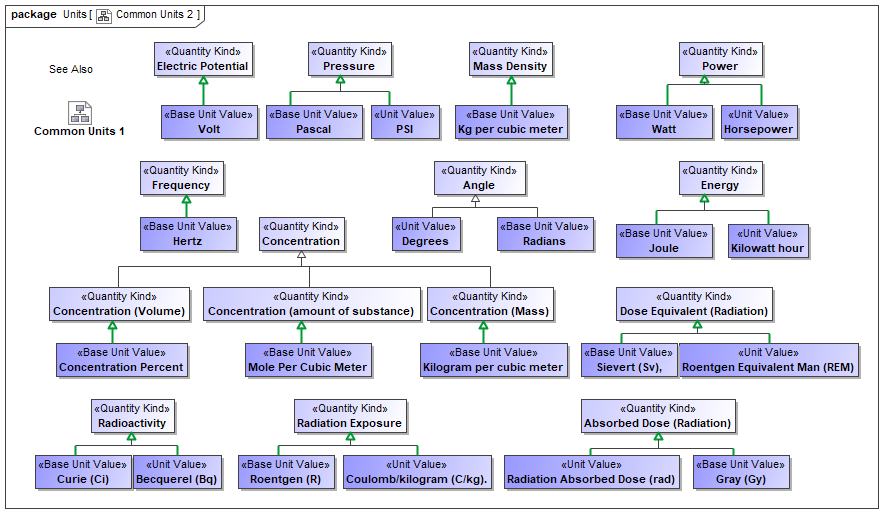 package Units [ Common Units 2 ]
See Also
Common Units 1
«Quantity Kind»
Electric Potential
«Quantity Kind»
Pressure
«Quantity Kind»
Mass Density
«Quantity Kind»
Power
«Base Unit Value»
Volt
«Base Unit Value»
Pascal
«Unit Value»
PSI
«Base Unit Value»
Kg per cubic meter
«Base Unit Value»
Watt
«Unit Value»
Horsepower
«Quantity Kind»
Frequency
«Quantity Kind»
Angle
«Quantity Kind»
Energy
«Base Unit Value»
Hertz
«Quantity Kind»
Concentration
«Unit Value»
Degrees
«Base Unit Value»
Radians
«Base Unit Value»
Joule
«Unit Value»
Kilowatt hour
«Quantity Kind»
Concentration (Volume)
«Quantity Kind»
Concentration (amount of substance)
«Quantity Kind»
Concentration (Mass)
«Quantity Kind»
Dose Equivalent (Radiation)
«Base Unit Value»
Concentration Percent
«Base Unit Value»
Mole Per Cubic Meter
«Base Unit Value»
Kilogram per cubic meter
«Base Unit Value»
Sievert (Sv),
«Unit Value»
Roentgen Equivalent Man (REM)
«Quantity Kind»
Radioactivity
«Quantity Kind»
Radiation Exposure
«Quantity Kind»
Absorbed Dose (Radiation)
«Base Unit Value»
Curie (Ci)
«Unit Value»
Becquerel (Bq)
«Base Unit Value»
Roentgen (R)
«Unit Value»
Coulomb/kilogram (C/kg).
«Unit Value»
Radiation Absorbed Dose (rad)
«Base Unit Value»
Gray (Gy)